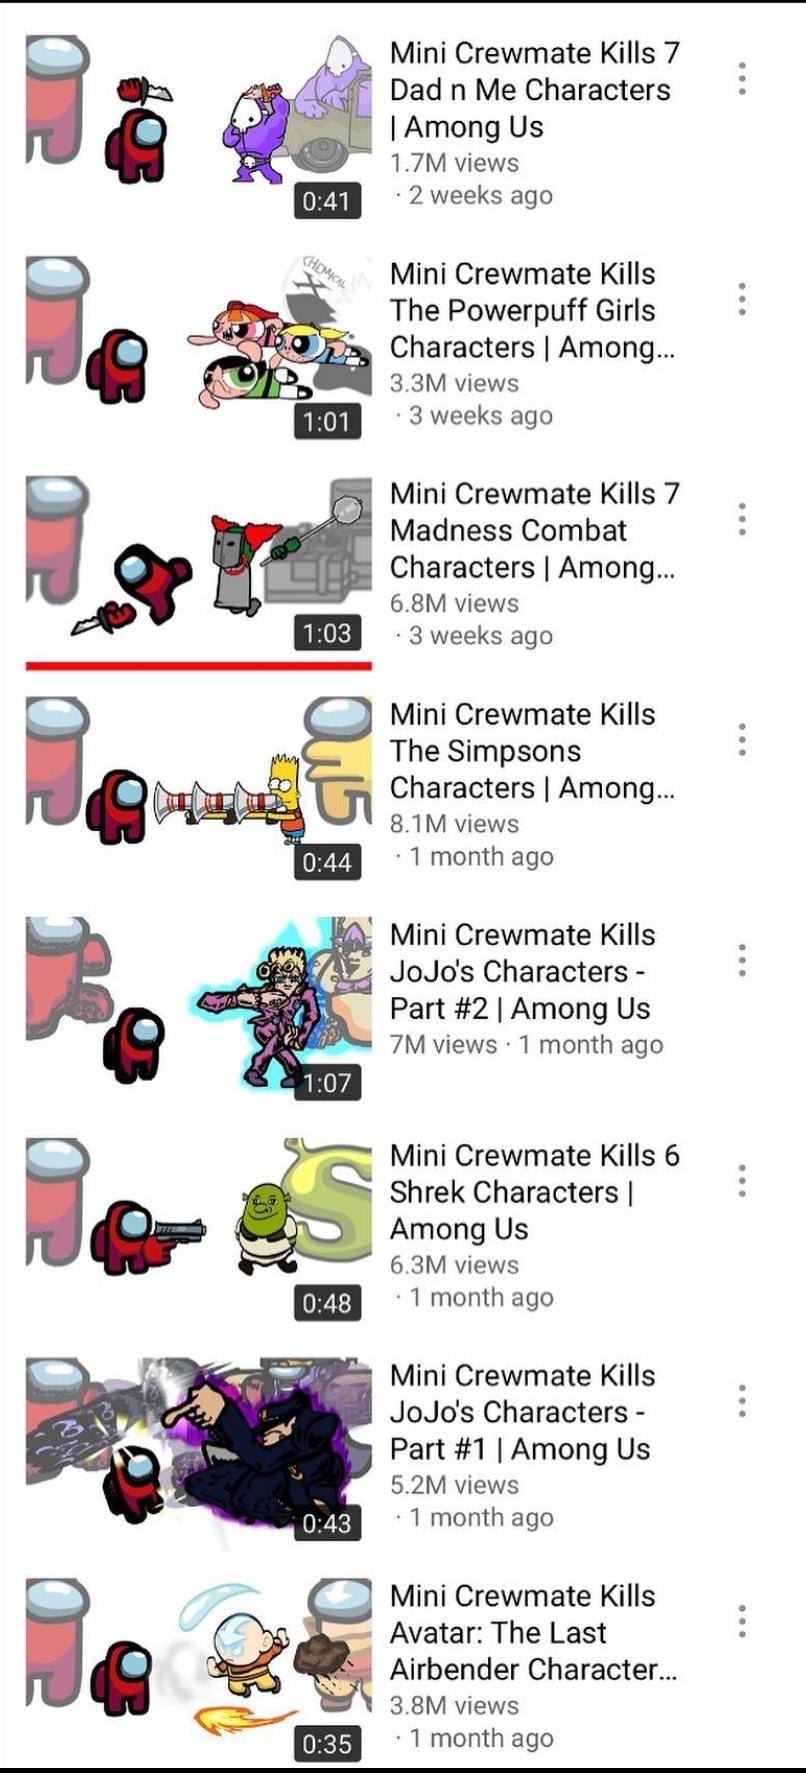 Mini Crewmate Kills 7
Dad n Me Characters
| Among Us
1.7M views
· 2 weeks ago
0:41
CHEMICAL
X
Mini Crewmate Kills
The Powerpuff Girls
Characters | Among...
3.3M views
· 3 weeks ago
1:01
Mini Crewmate Kills 7
Madness Combat
Characters | Among...
6.8M views
· 3 weeks ago
1:03
Mini Crewmate Kills
The Simpsons
Characters | Among...
8.1M views
· 1 month ago
0:44
Mini Crewmate Kills
JoJo's Characters -
Part #2 | Among Us
7M views · 1 month ago
1:07
Mini Crewmate Kills 6
Shrek Characters |
Among Us
6.3M views
· 1 month ago
0:48
Mini Crewmate Kills
JoJo's Characters -
Part #1 | Among Us
5.2M views
· 1 month ago
0:43
Mini Crewmate Kills
Avatar: The Last
Airbender Character...
3.8M views
· 1 month ago
0:35